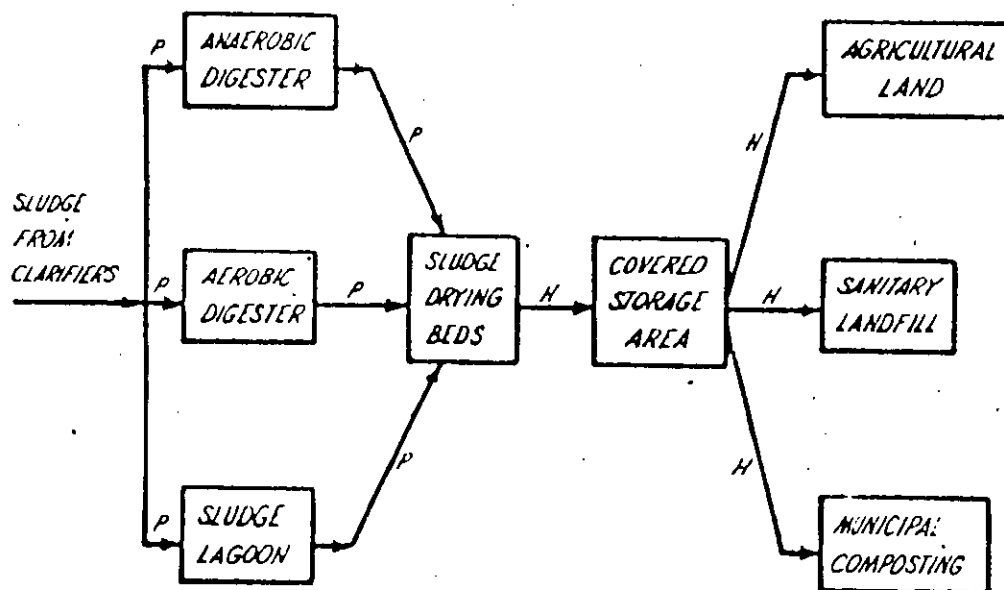 ANAEROBIC
DIGESTER
P
P
SLUDGE
FROM
CLARIFIERS
P
AEROBIC
DIGESTER
P
SLUDGE
DRYING
BEDS
H
COVERED
STORAGE
AREA
H
AGRICULTURAL
LAND
H
SANITARY
LANDFILL
P
SLUDGE
LAGOON
P
H
MUNICIPAL
COMPOSTING